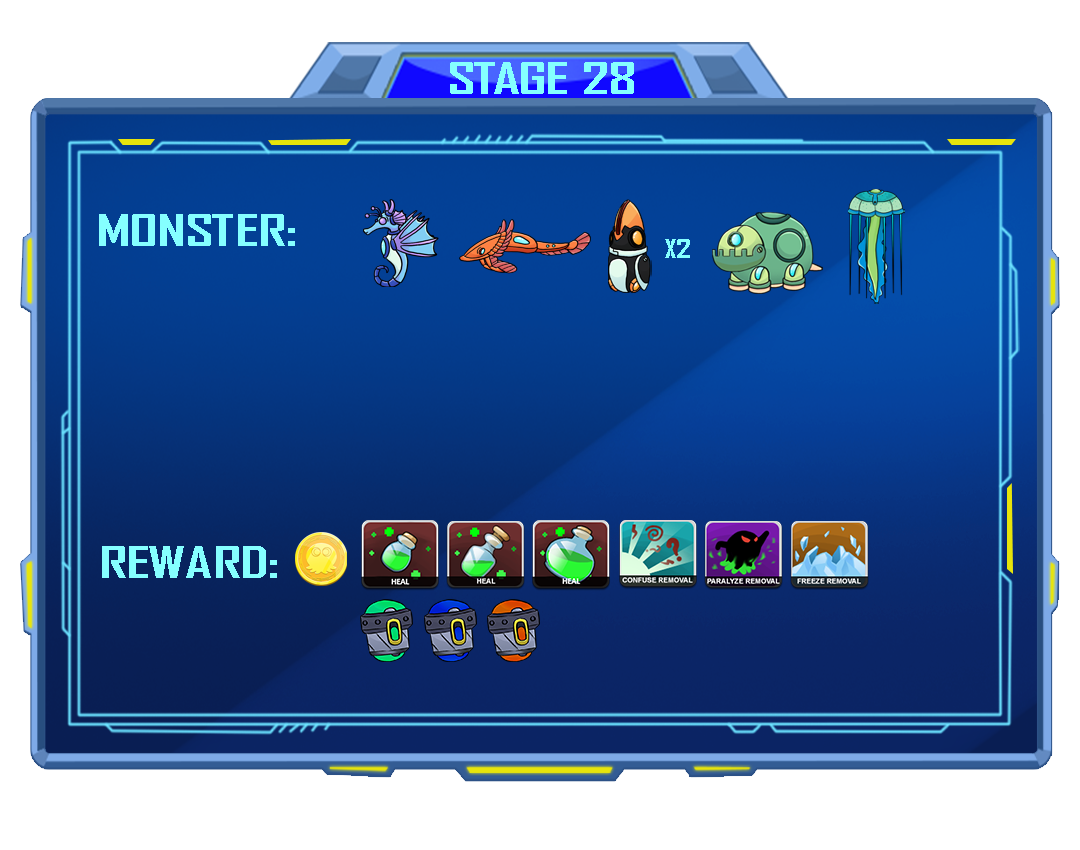 STAGE 28
MONSTER:
X2
REWARD:
HEAL
HEAL
HEAL
CONFUSE REMOVAL
PARALYZE REMOVAL
FREEZE REMOVAL